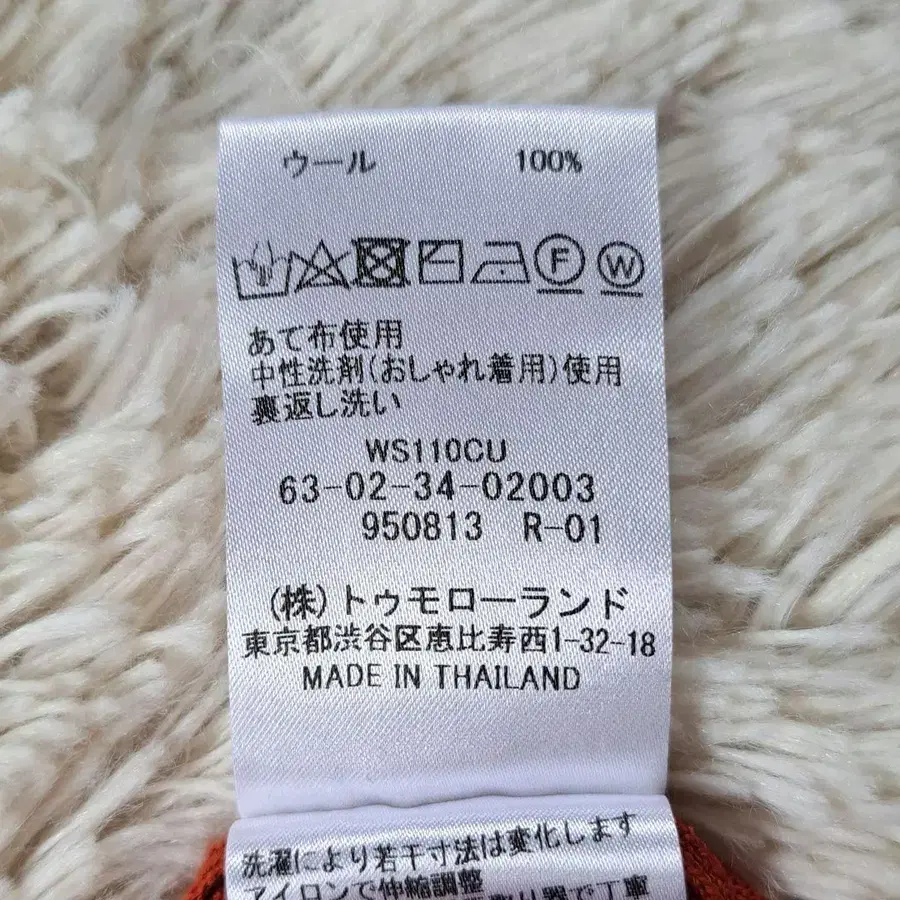 ウール 100%
F W
あて布使用
中性洗剤(おしゃれ着用)使用
裏返し洗い
WS110CU
63-02-34-02003
950813 R-01
(株)トゥモローランド
東京都渋谷区恵比寿西1-32-18
MADE IN THAILAND
洗濯により若干寸法は変化します
アイロンで伸縮調整
器で丁寧